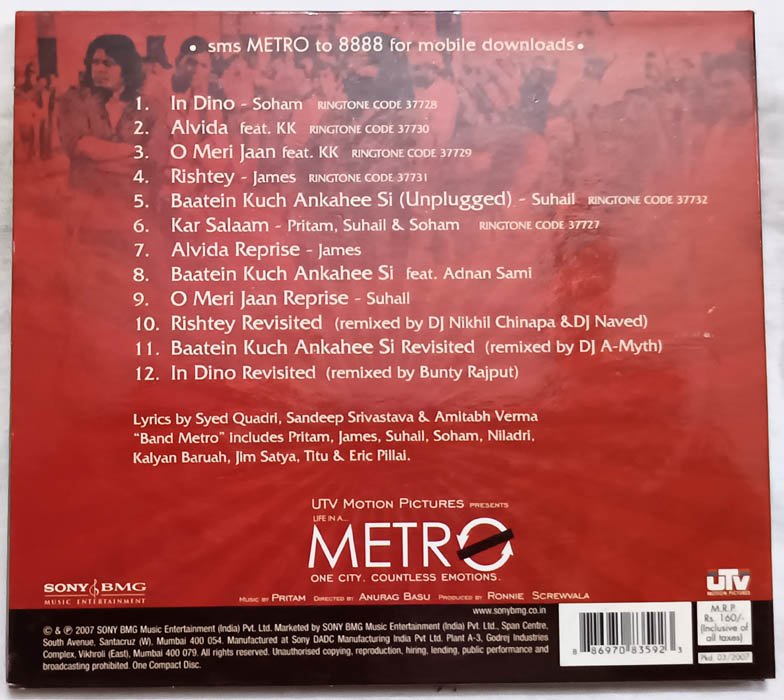 • sms METRO to 8888 for mobile downloads•
1. In Dino - Soham RINGTONE CODE 37728
2. Alvida feat. KK RINGTONE CODE 37730
3. O Meri Jaan feat. KK RINGTONE CODE 37729
4. Rishtey - James RINGTONE CODE 37731
5. Baatein Kuch Ankahee Si (Unplugged) - Suhail RINGTONE CODE 37732
6. Kar Salaam - Pritam, Suhail & Soham RINGTONE CODE 37727
7. Alvida Reprise - James
8. Baatein Kuch Ankahee Si feat. Adnan Sami
9. O Meri Jaan Reprise - Suhail
10. Rishtey Revisited (remixed by DJ Nikhil Chinapa &DJ Naved)
11. Baatein Kuch Ankahee Si Revisited (remixed by DJ A-Myth)
12. In Dino Revisited (remixed by Bunty Rajput)
Lyrics by Syed Quadri, Sandeep Srivastava & Amitabh Verma
"Band Metro" includes Pritam, James, Suhail, Soham, Niladri,
Kalyan Baruah, Jim Satya, Titu & Eric Pillai.
UTV MOTION PICTURES PRESENTS
LIFE IN A...
METRO
ONE CITY. COUNTLESS EMOTIONS.
MUSIC BY PRITAM DIRECTED BY ANURAG BASU PRODUCED BY RONNIE SCREWVALA
SONY BMG
MUSIC ENTERTAINMENT
UTV
MOTION PICTURES
www.sonybmg.co.in
© & ℗ 2007 SONY BMG Music Entertainment (India) Pvt. Ltd. Marketed by SONY BMG Music Entertainment (India) Pvt. Ltd., Span Centre,
South Avenue, Santacruz (W), Mumbai 400 054. Manufactured at Sony DADC Manufacturing India Pvt Ltd. Plant A-3, Godrej Industries
Complex, Vikhroli (East), Mumbai 400 079. All rights reserved. Unauthorised copying, reproduction, hiring, lending, public performance and
broadcasting prohibited. One Compact Disc.
8 86970 83592 3
M.R.P.
Rs. 160/-
(Inclusive of
all taxes)
Pkd. 03/2007